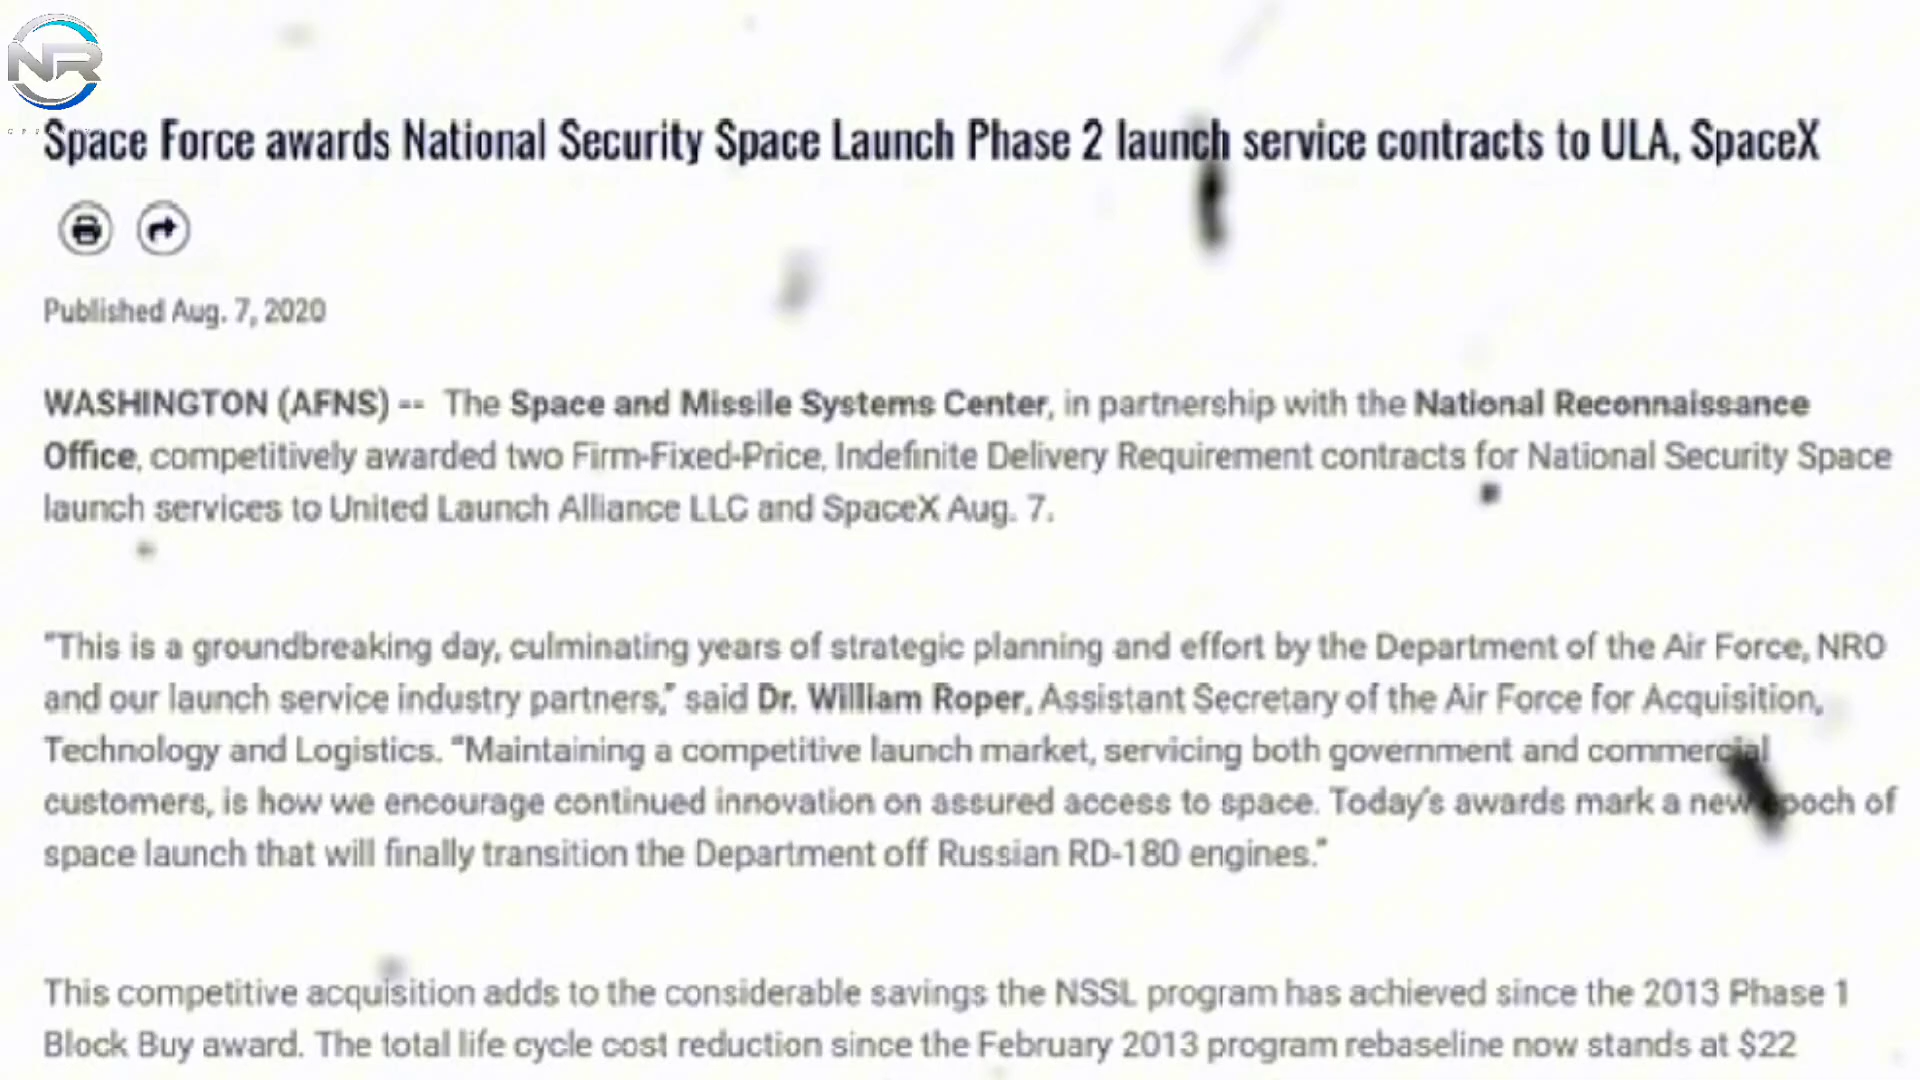 NR
Space Force awards National Security Space Launch Phase 2 launch service contracts to ULA, SpaceX
Published Aug. 7, 2020
WASHINGTON (AFNS) -- The Space and Missile Systems Center, in partnership with the National Reconnaissance
Office, competitively awarded two Firm-Fixed-Price, Indefinite Delivery Requirement contracts for National Security Space
launch services to United Launch Alliance LLC and SpaceX Aug. 7.
“This is a groundbreaking day, culminating years of strategic planning and effort by the Department of the Air Force, NRO
and our launch service industry partners,” said Dr. William Roper, Assistant Secretary of the Air Force for Acquisition,
Technology and Logistics. “Maintaining a competitive launch market, servicing both government and commercial
customers, is how we encourage continued innovation on assured access to space. Today’s awards mark a new epoch of
space launch that will finally transition the Department off Russian RD-180 engines.”
This competitive acquisition adds to the considerable savings the NSSL program has achieved since the 2013 Phase 1
Block Buy award. The total life cycle cost reduction since the February 2013 program rebaseline now stands at $22